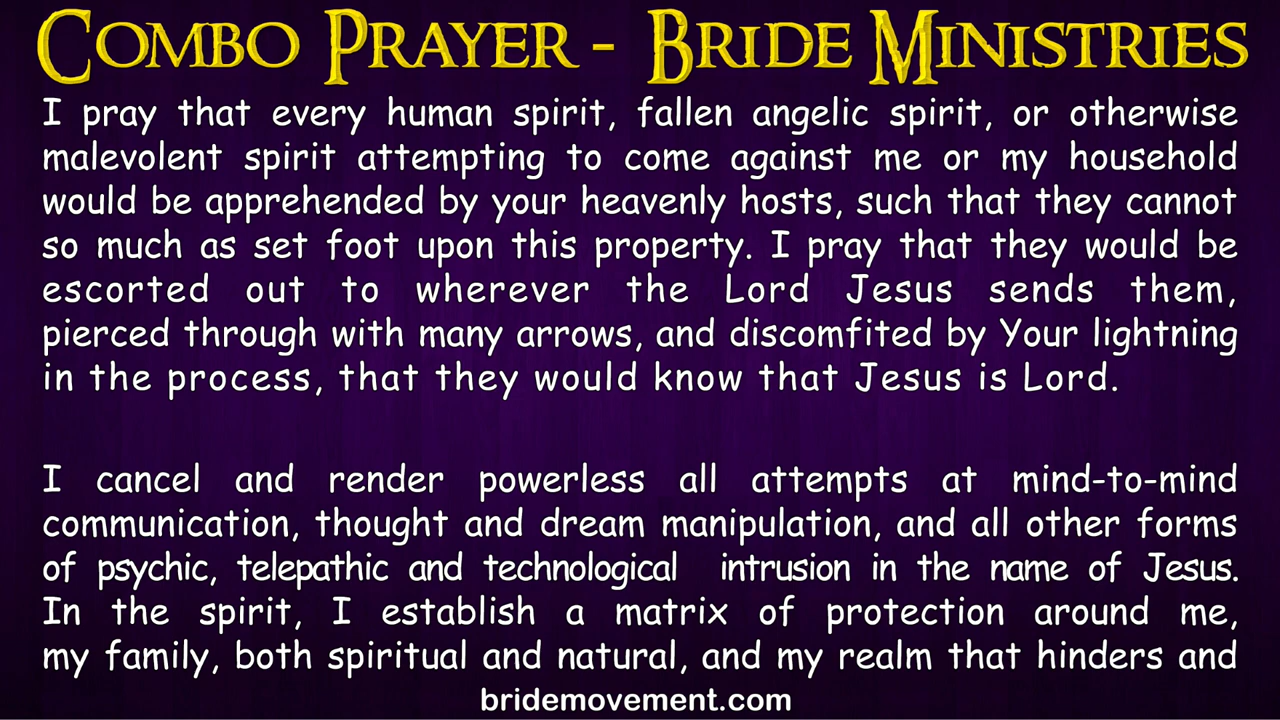 Combo Prayer - Bride Ministries
I pray that every human spirit, fallen angelic spirit, or otherwise
malevolent spirit attempting to come against me or my household
would be apprehended by your heavenly hosts, such that they cannot
so much as set foot upon this property. I pray that they would be
escorted out to wherever the Lord Jesus sends them,
pierced through with many arrows, and discomfited by Your lightning
in the process, that they would know that Jesus is Lord.
I cancel and render powerless all attempts at mind-to-mind
communication, thought and dream manipulation, and all other forms
of psychic, telepathic and technological intrusion in the name of Jesus.
In the spirit, I establish a matrix of protection around me,
my family, both spiritual and natural, and my realm that hinders and
bridemovement.com